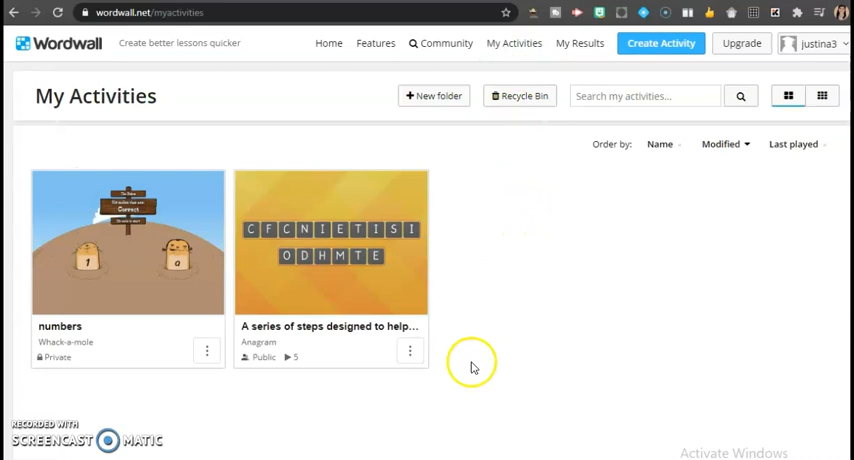 wordwall.net/myactivities
Wordwall
Create better lessons quicker
Home
Features
Community
My Activities
My Results
Create Activity
Upgrade
justina3
My Activities
+ New folder
Recycle Bin
Search my activities...
Order by:
Name
Modified
Last played
Correct
1
a
C F C N I E T I S I
O D H M T E
numbers
Whack-a-mole
Private
A series of steps designed to help...
Anagram
Public
5
RECORDED WITH
SCREENCAST MATIC
Activate Windows